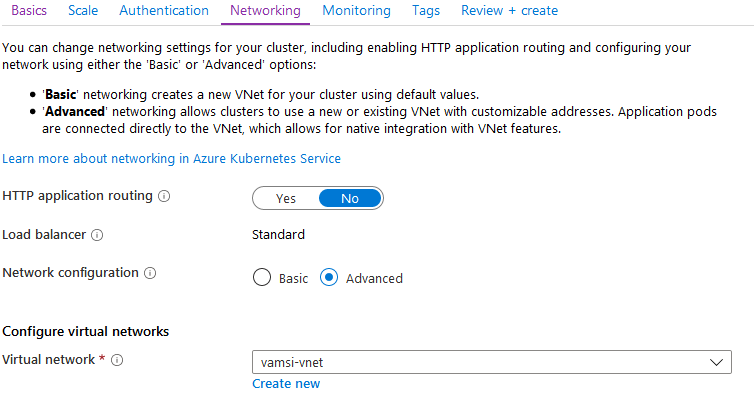 Basics Scale Authentication Networking Monitoring Tags Review + create
You can change networking settings for your cluster, including enabling HTTP application routing and configuring your
network using either the 'Basic' or 'Advanced' options:
• 'Basic' networking creates a new VNet for your cluster using default values.
• 'Advanced' networking allows clusters to use a new or existing VNet with customizable addresses. Application pods
are connected directly to the VNet, which allows for native integration with VNet features.
Learn more about networking in Azure Kubernetes Service
HTTP application routing Yes No
Load balancer Standard
Network configuration Basic Advanced
Configure virtual networks
Virtual network * vamsi-vnet
Create new